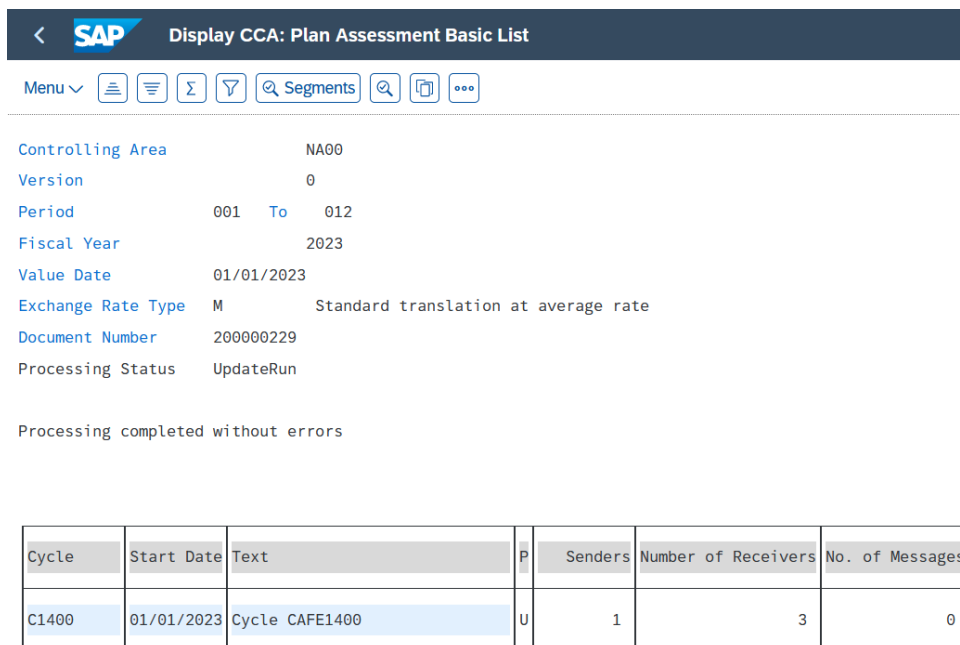 SAP Display CCA: Plan Assessment Basic List
Menu Segments
Controlling Area NA00
Version 0
Period 001 To 012
Fiscal Year 2023
Value Date 01/01/2023
Exchange Rate Type M Standard translation at average rate
Document Number 200000229
Processing Status UpdateRun
Processing completed without errors
Cycle Start Date Text P Senders Number of Receivers No. of Messages
C1400 01/01/2023 Cycle CAFE1400 U 1 3 0